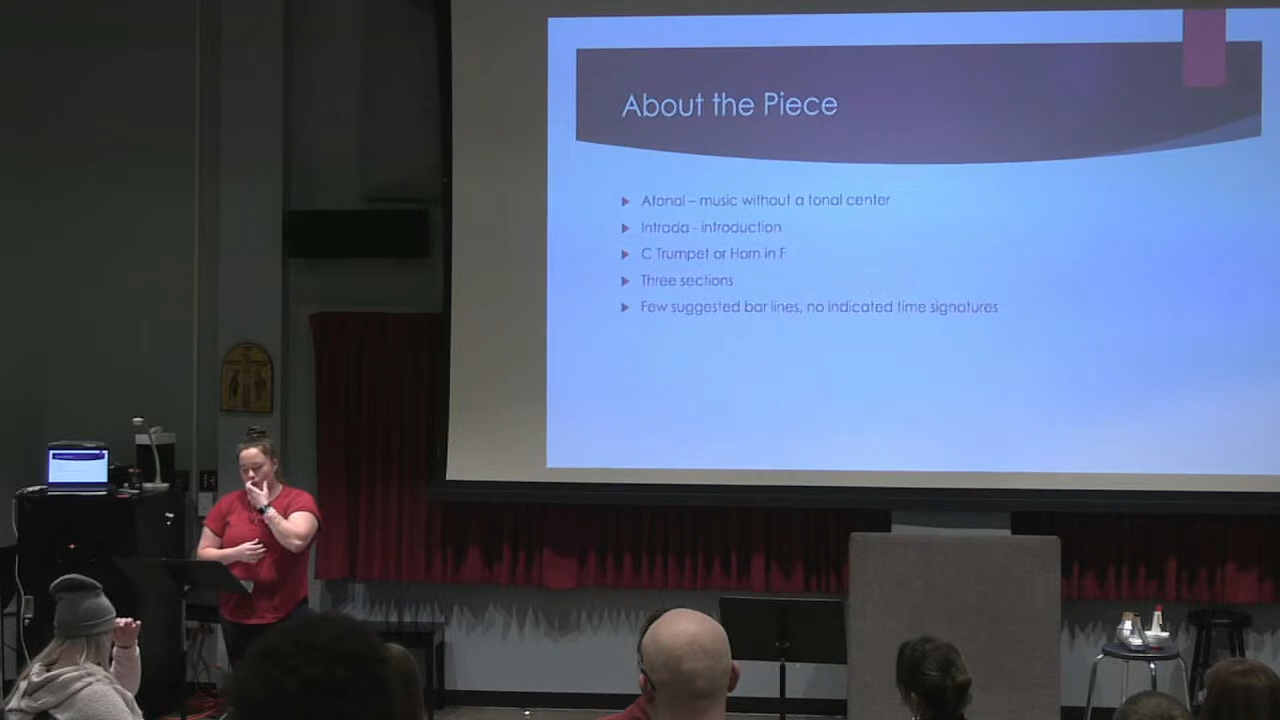 About the Piece
Atonal – music without a tonal center
Intrada - introduction
C Trumpet or Horn in F
Three sections
Few suggested bar lines, no indicated time signatures